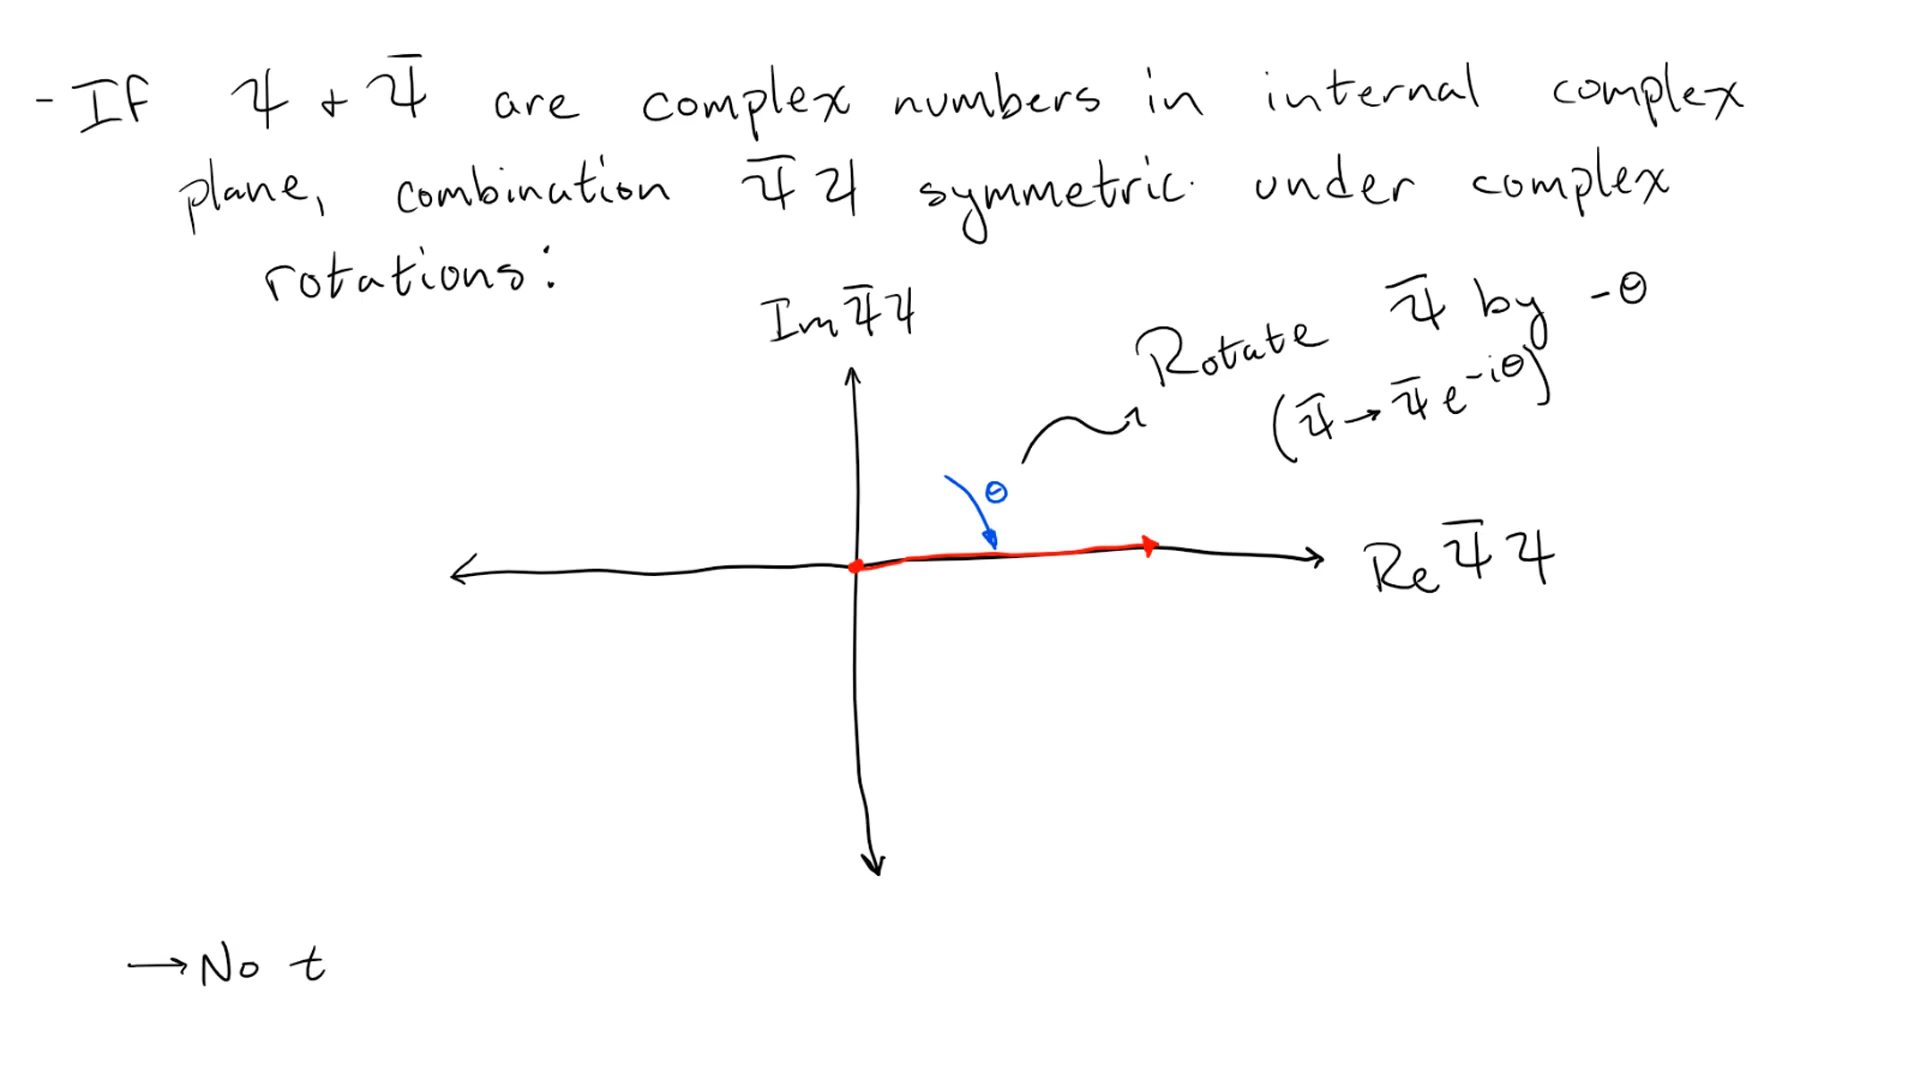 - If ψ + ψ̄ are complex numbers in internal complex
plane, combination ψ̄ ψ symmetric under complex
rotations:
Im ψ̄ ψ
Rotate ψ̄ by -θ
(ψ̄ → ψ̄ e^{-iθ})
θ
Re ψ̄ ψ
→ No t